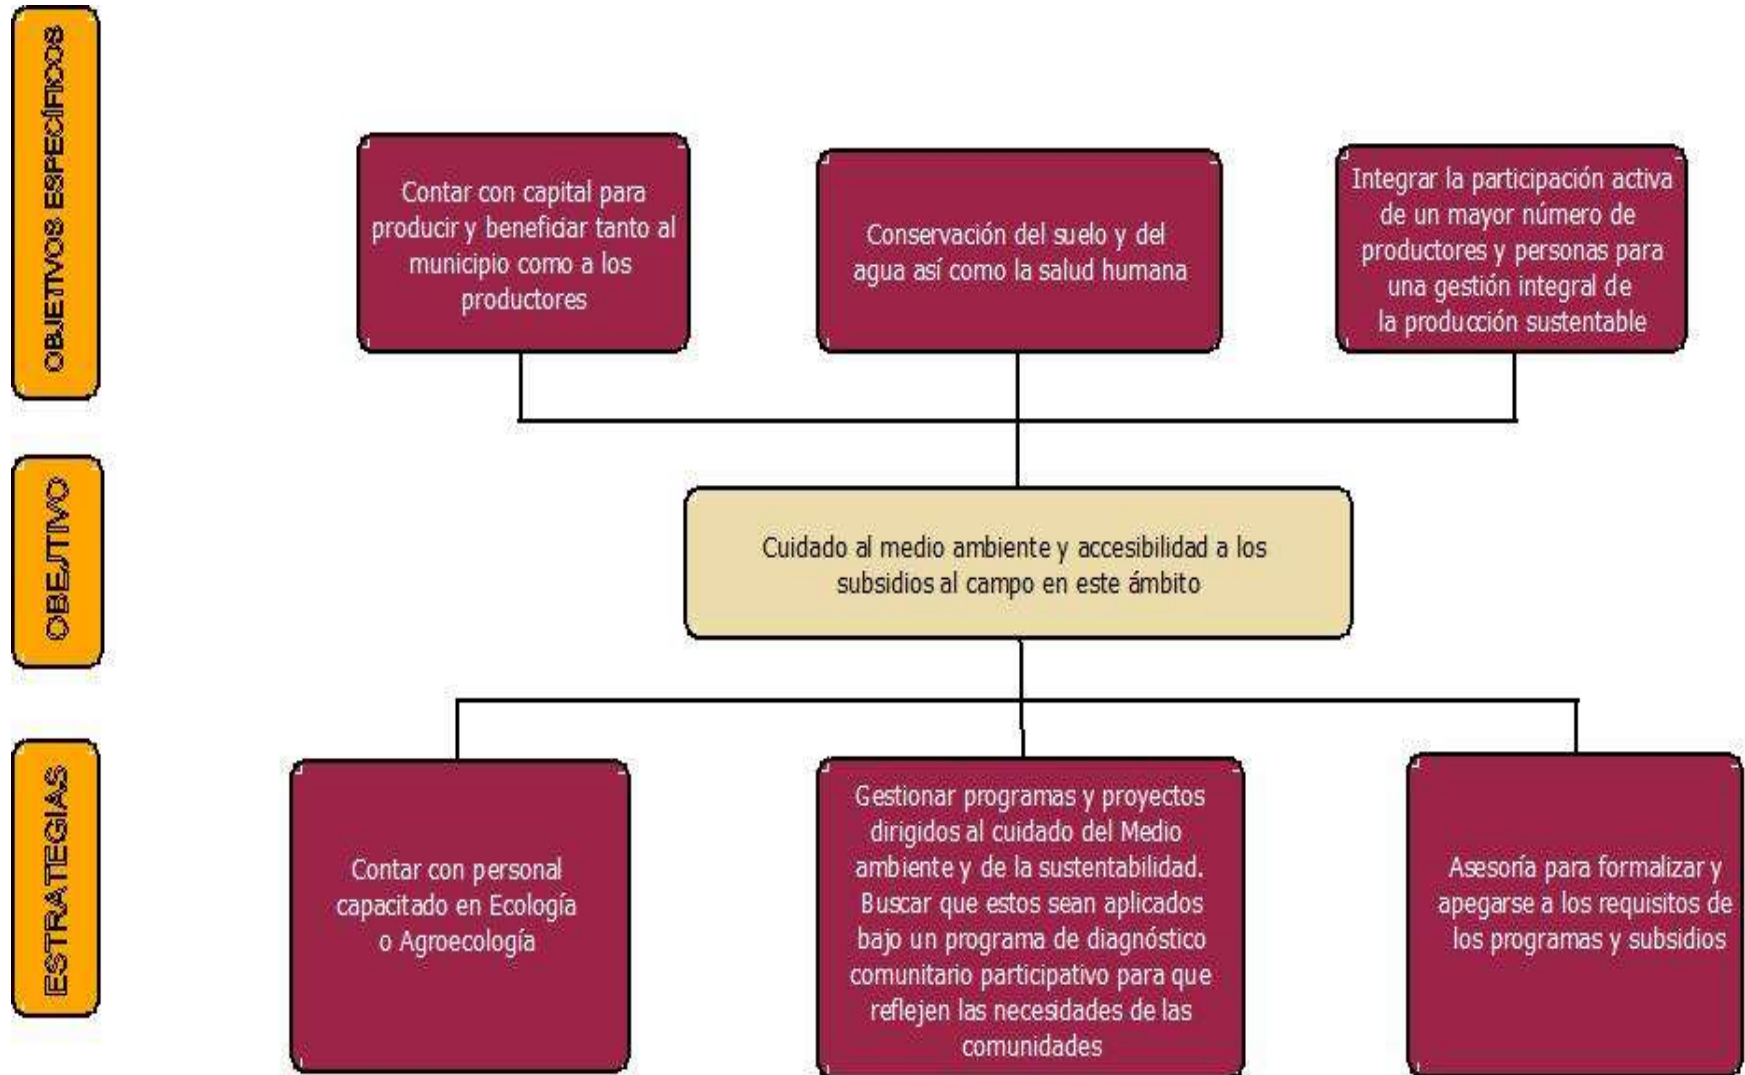 OBJETIVOS ESPECÍFICOS
Contar con capital para
producir y beneficiar tanto al
municipio como a los
productores
Conservación del suelo y del
agua así como la salud humana
Integrar la participación activa
de un mayor número de
productores y personas para
una gestión integral de
la producción sustentable
OBEJTIVO
Cuidado al medio ambiente y accesibilidad a los
subsidios al campo en este ámbito
ESTRATEGIAS
Contar con personal
capacitado en Ecología
o Agroecología
Gestionar programas y proyectos
dirigidos al cuidado del Medio
ambiente y de la sustentabilidad.
Buscar que estos sean aplicados
bajo un programa de diagnóstico
comunitario participativo para que
reflejen las necesidades de las
comunidades
Asesoría para formalizar y
apegarse a los requisitos de
los programas y subsidios